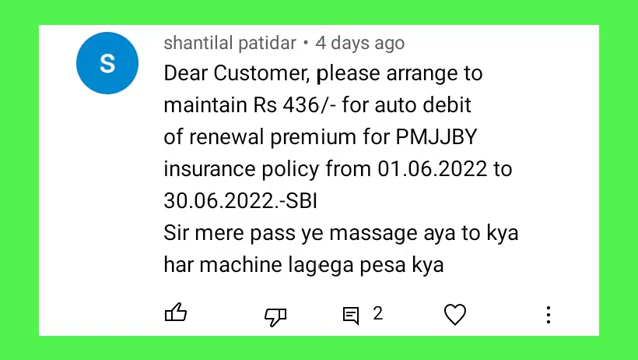 S
shantilal patidar • 4 days ago
Dear Customer, please arrange to
maintain Rs 436/- for auto debit
of renewal premium for PMJJBY
insurance policy from 01.06.2022 to
30.06.2022.-SBI
Sir mere pass ye massage aya to kya
har machine lagega pesa kya
2